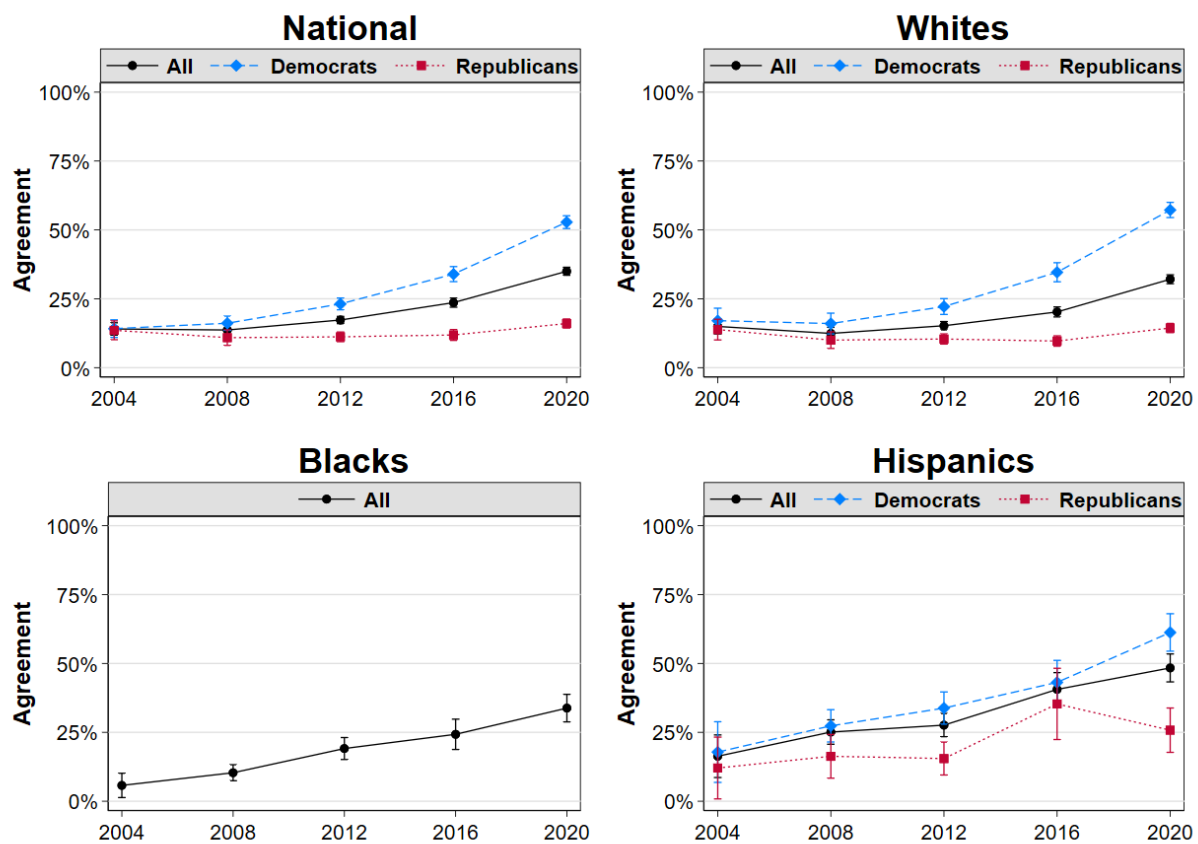 National
All Democrats Republicans
100%
75%
50%
25%
0%
Agreement
2004 2008 2012 2016 2020
Whites
All Democrats Republicans
100%
75%
50%
25%
0%
Agreement
2004 2008 2012 2016 2020
Blacks
All
100%
75%
50%
25%
0%
Agreement
2004 2008 2012 2016 2020
Hispanics
All Democrats Republicans
100%
75%
50%
25%
0%
Agreement
2004 2008 2012 2016 2020